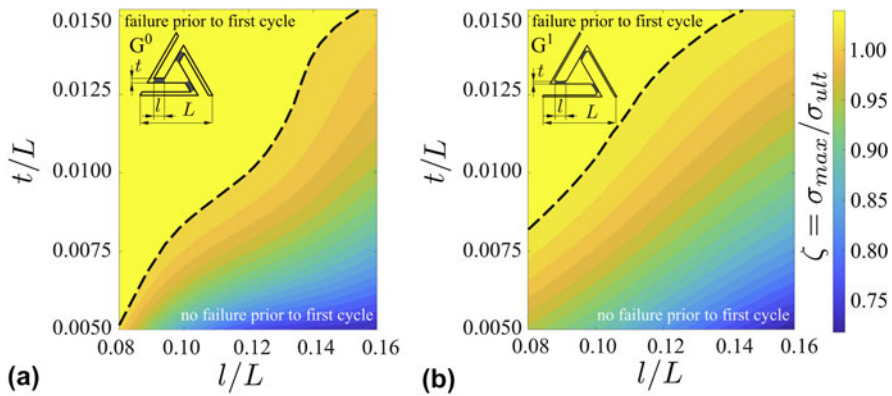 failure prior to first cycle
G⁰
t
l
L
no failure prior to first cycle
0.0150
0.0125
0.0100
0.0075
0.0050
t/L
0.08
0.10
0.12
0.14
0.16
l/L
(a)
failure prior to first cycle
G¹
t
l
L
no failure prior to first cycle
0.0150
0.0125
0.0100
0.0075
0.0050
t/L
0.08
0.10
0.12
0.14
0.16
l/L
(b)
1.00
0.95
0.90
0.85
0.80
0.75
ζ = σmax/σult